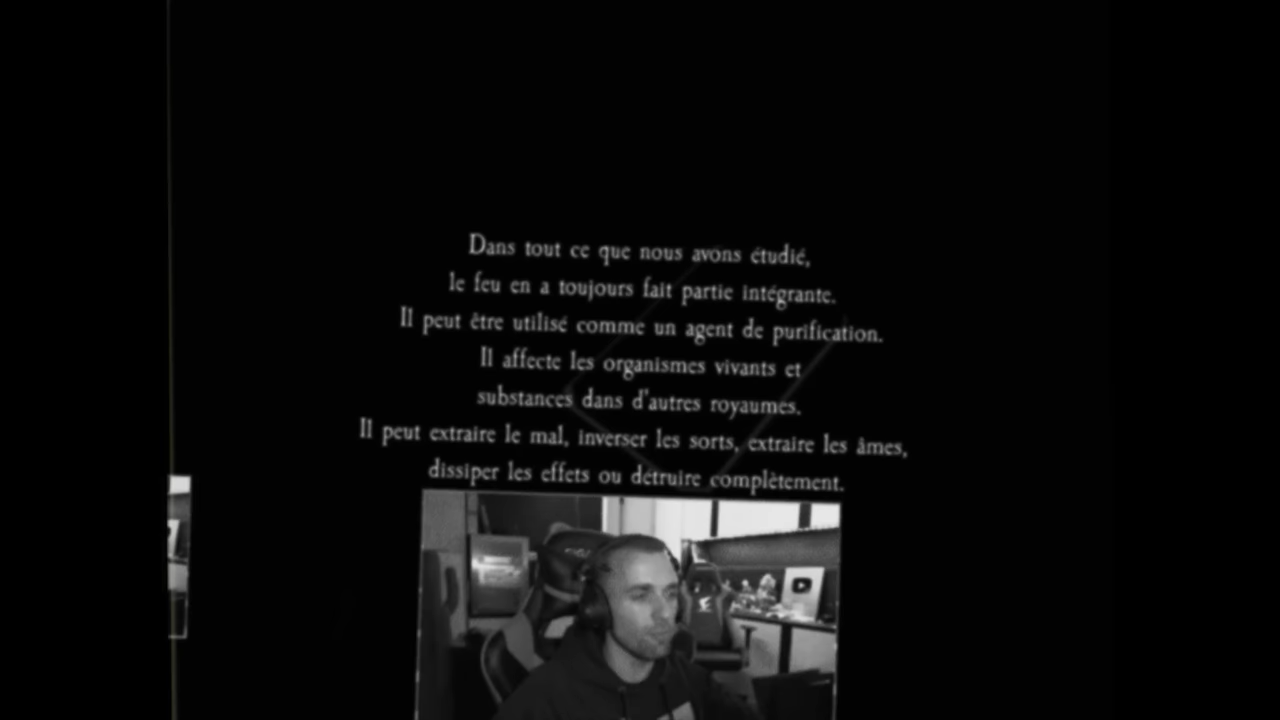 Dans tout ce que nous avons étudié,
le feu en a toujours fait partie intégrante.
Il peut être utilisé comme un agent de purification.
Il affecte les organismes vivants et
substances dans d'autres royaumes.
Il peut extraire le mal, inverser les sorts, extraire les âmes,
dissiper les effets ou détruire complètement.